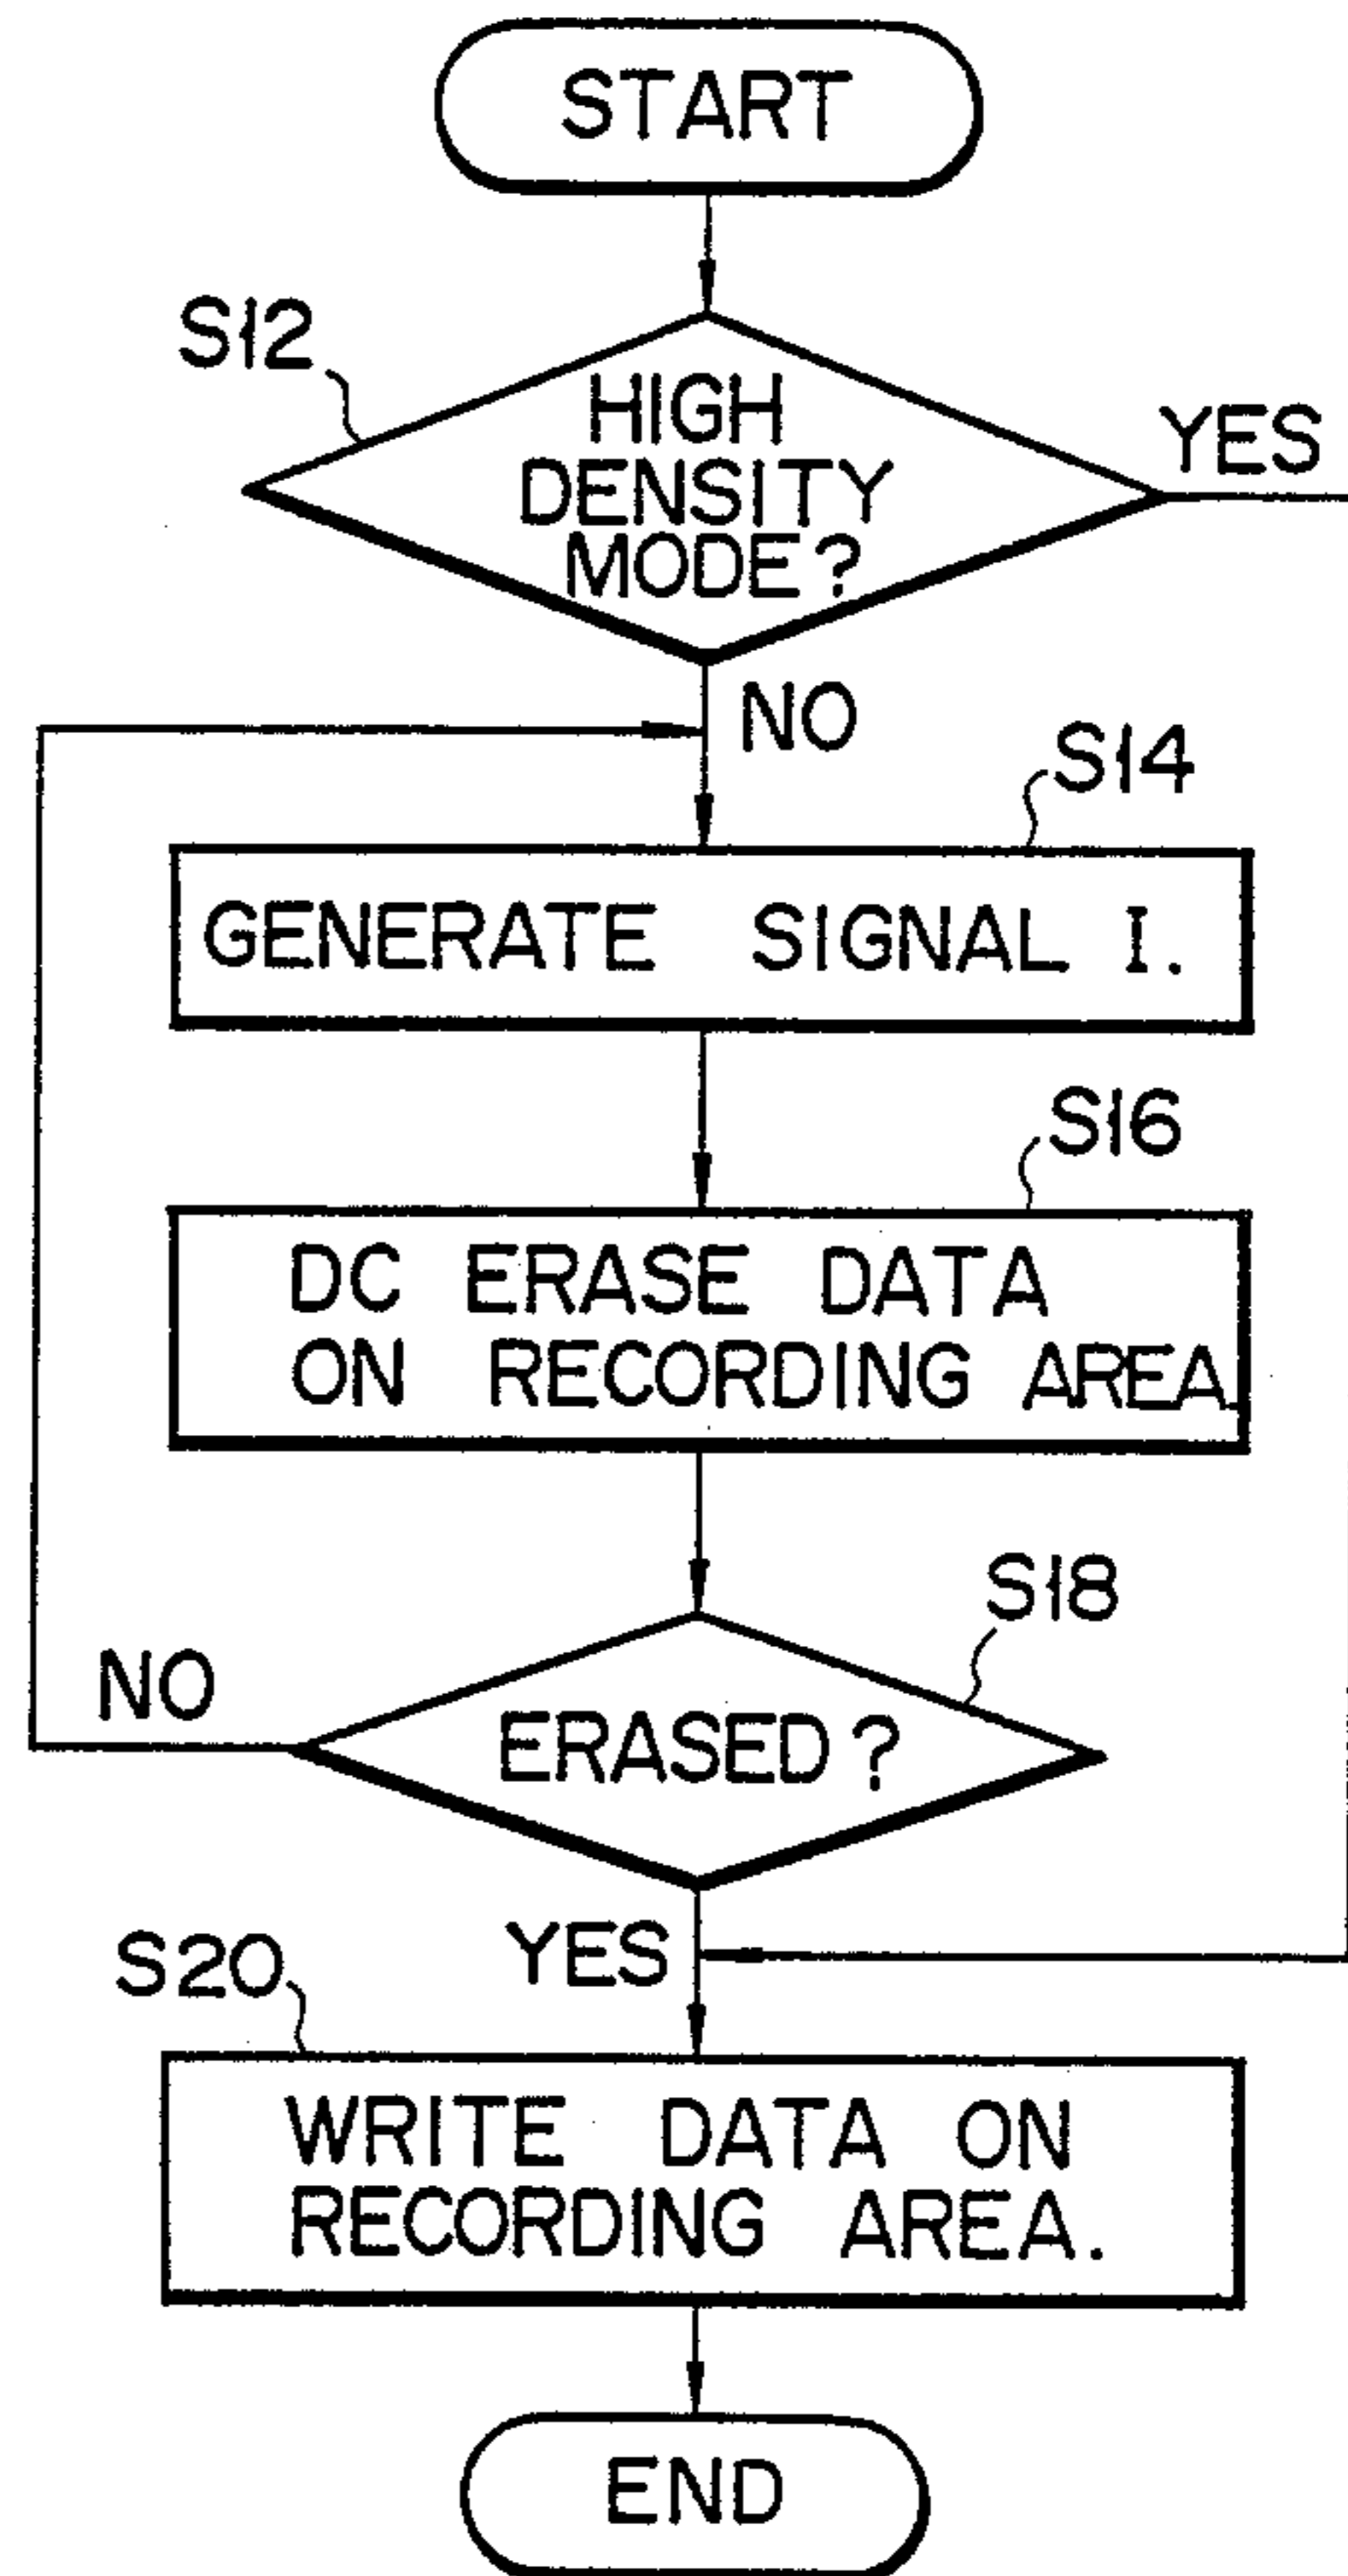 START
S12
HIGH
DENSITY
MODE?
YES
NO
S14
GENERATE SIGNAL I.
S16
DC ERASE DATA
ON RECORDING AREA.
S18
NO
ERASED?
YES
S20
WRITE DATA ON
RECORDING AREA.
END